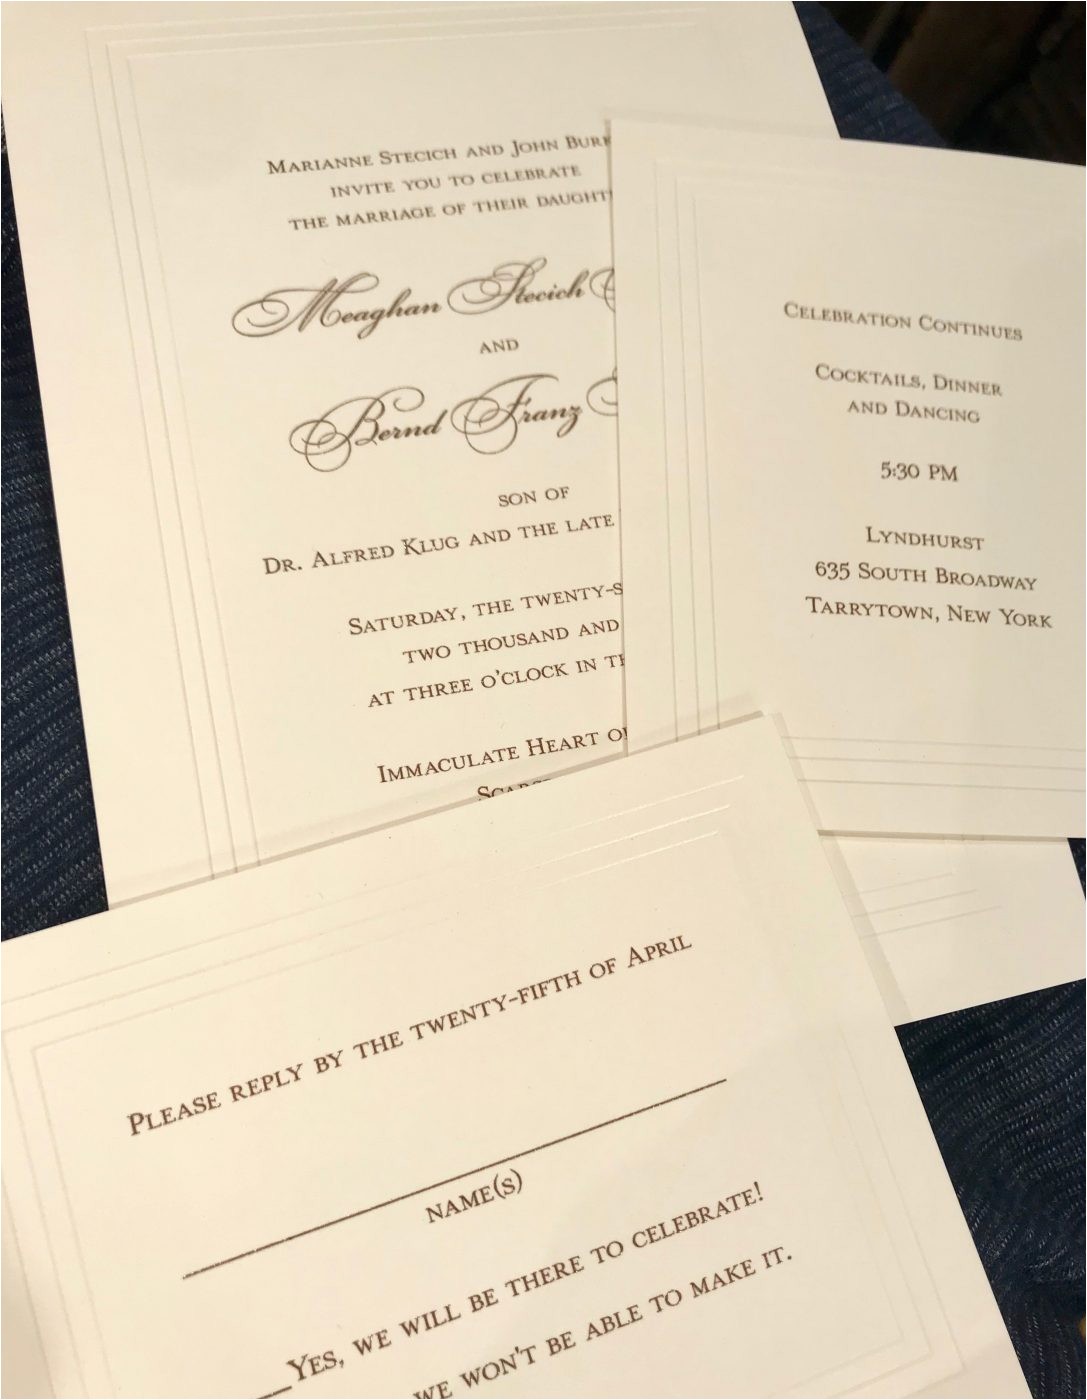 Marianne Stecich and John
invite you to celebrate
the marriage of their
Meaghan Stecich
and
Bernd Franz
son of
Dr. Alfred Klug and the late
Saturday, the
two thousand and
at three o'clock in
Immaculate Heart
Celebration Continues
Cocktails, Dinner
and Dancing
5:30 PM
Lyndhurst
635 South Broadway
Tarrytown, New York
Please reply by the twenty-fifth of April
name(s)
Yes, we will be there to celebrate!
we won't be able to make it.